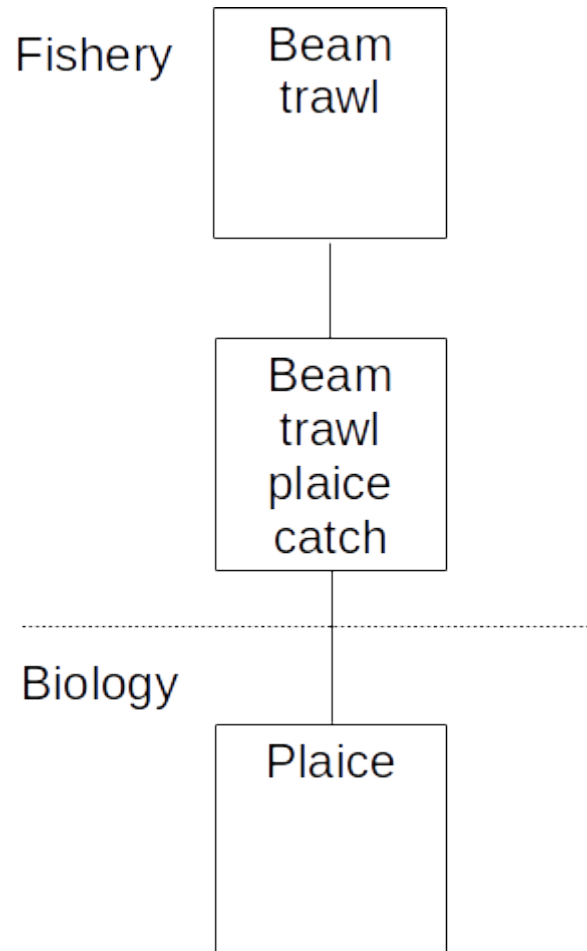 Fishery
Beam
trawl
Beam
trawl
plaice
catch
Biology
Plaice